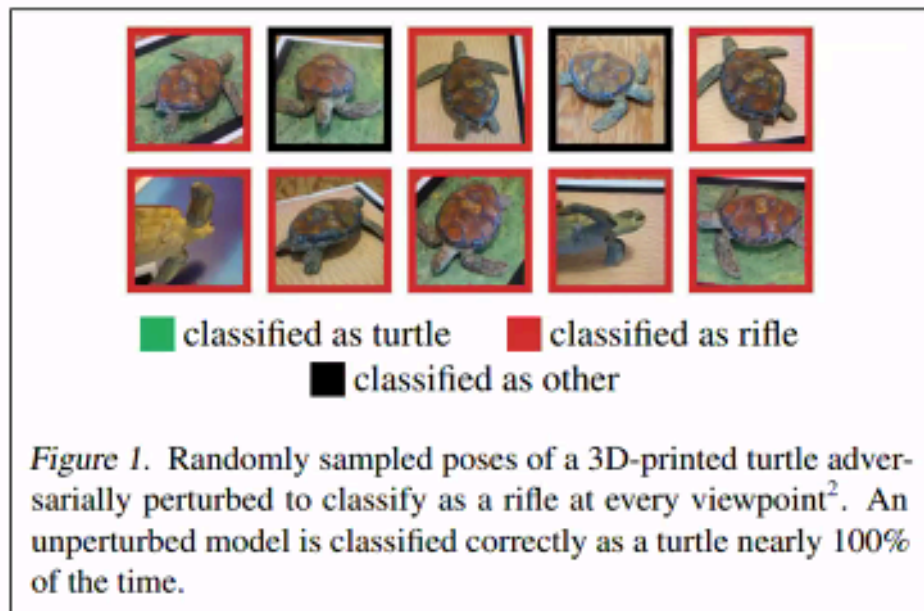 classified as turtle classified as rifle
classified as other
Figure 1. Randomly sampled poses of a 3D-printed turtle adver-
sarially perturbed to classify as a rifle at every viewpoint². An
unperturbed model is classified correctly as a turtle nearly 100%
of the time.